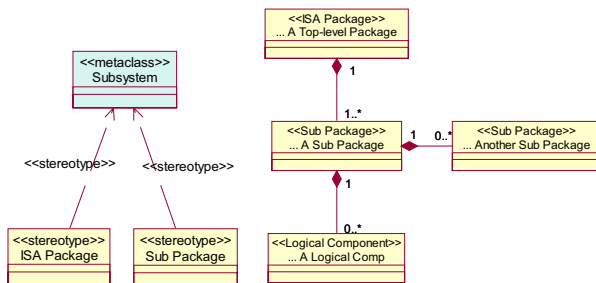 <<metaclass>>
Subsystem
<<stereotype>>
<<stereotype>>
<<stereotype>>
ISA Package
<<stereotype>>
Sub Package
<<ISA Package>>
... A Top-level Package
1
1..*
<<Sub Package>>
... A Sub Package
1
0..*
<<Sub Package>>
... Another Sub Package
1
0..*
<<Logical Component>>
... A Logical Comp